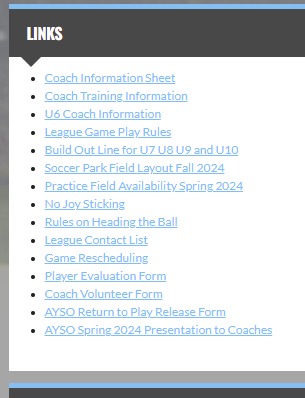 LINKS
Coach Information Sheet
Coach Training Information
U6 Coach Information
League Game Play Rules
Build Out Line for U7 U8 U9 and U10
Soccer Park Field Layout Fall 2024
Practice Field Availability Spring 2024
No Joy Sticking
Rules on Heading the Ball
League Contact List
Game Rescheduling
Player Evaluation Form
Coach Volunteer Form
AYSO Return to Play Release Form
AYSO Spring 2024 Presentation to Coaches